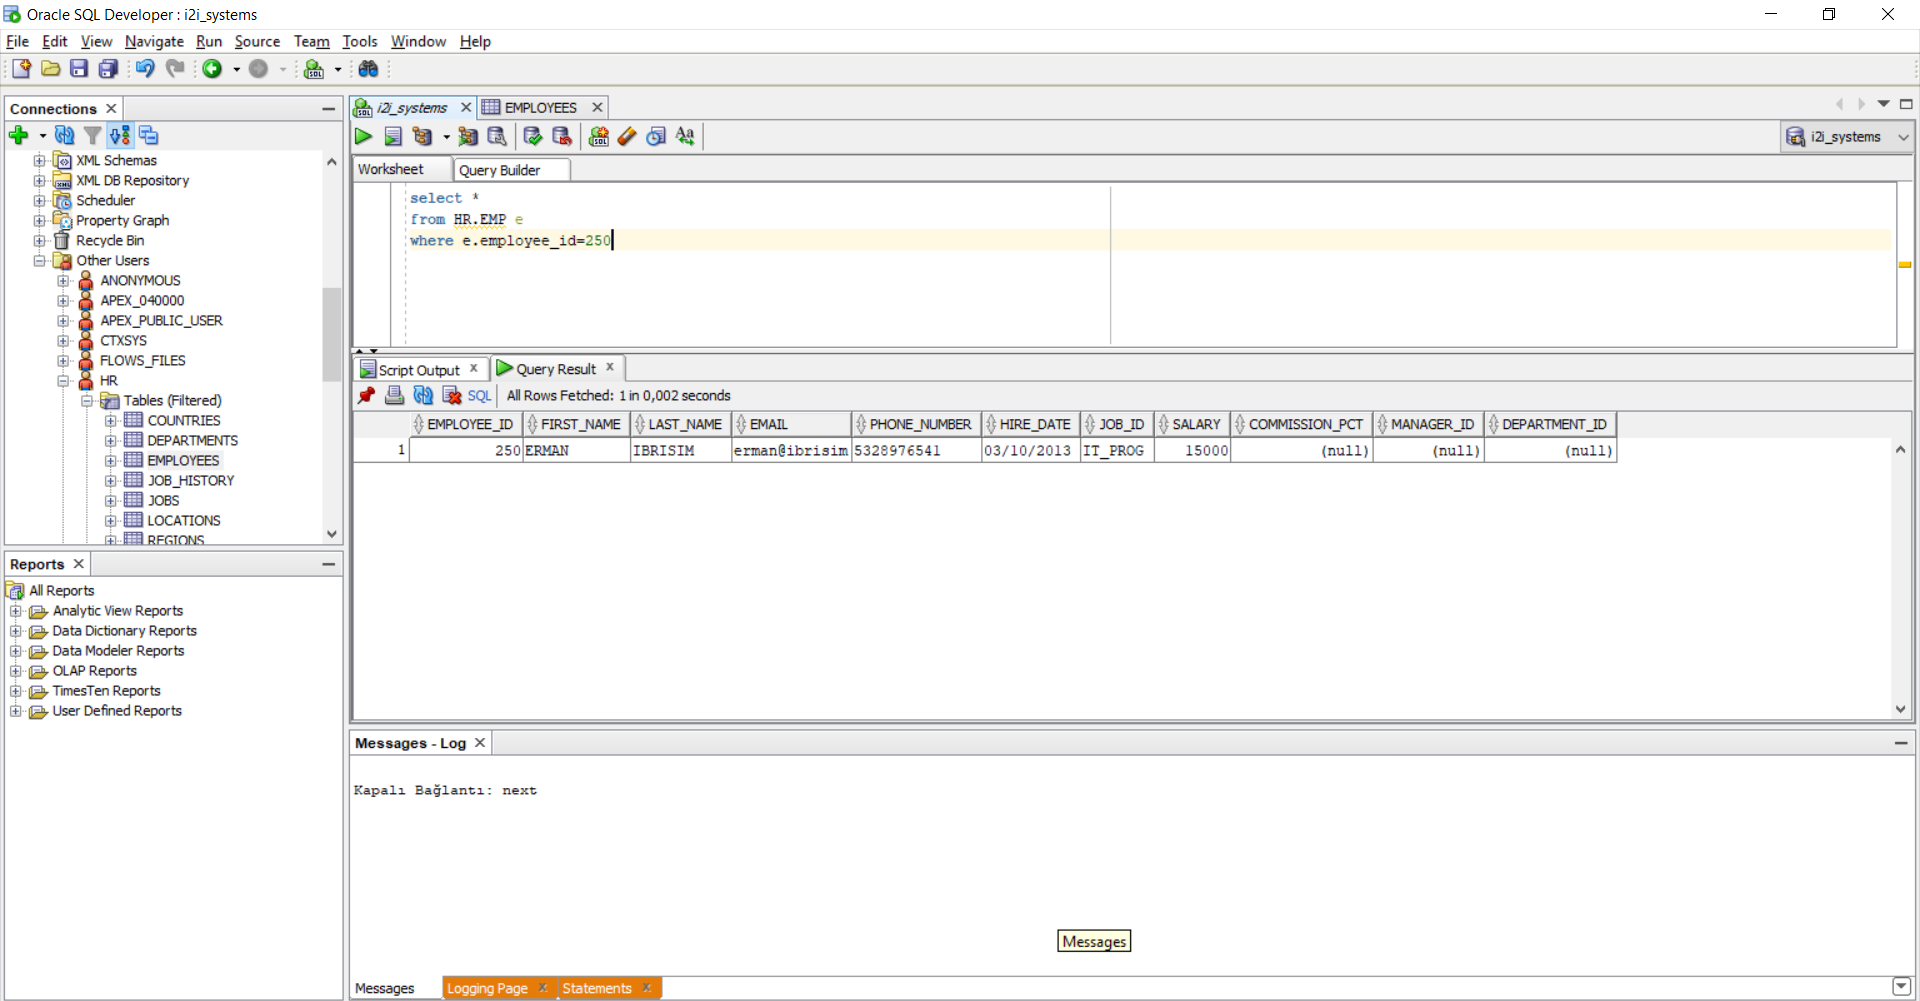 Oracle SQL Developer : i2i_systems
File Edit View Navigate Run Source Team Tools Window Help
Connections
XML Schemas
XML DB Repository
Scheduler
Property Graph
Recycle Bin
Other Users
ANONYMOUS
APEX_040000
APEX_PUBLIC_USER
CTXSYS
FLOWS_FILES
HR
Tables (Filtered)
COUNTRIES
DEPARTMENTS
EMPLOYEES
JOB_HISTORY
JOBS
LOCATIONS
REGIONS
Reports
All Reports
Analytic View Reports
Data Dictionary Reports
Data Modeler Reports
OLAP Reports
TimesTen Reports
User Defined Reports
i2i_systems EMPLOYEES
i2i_systems
Worksheet Query Builder
select *
from HR.EMP e
where e.employee_id=250
Script Output Query Result
SQL All Rows Fetched: 1 in 0,002 seconds
EMPLOYEE_ID FIRST_NAME LAST_NAME EMAIL PHONE_NUMBER HIRE_DATE JOB_ID SALARY COMMISSION_PCT MANAGER_ID DEPARTMENT_ID
1 250 ERMAN IBRISIM erman@ibrisim 5328976541 03/10/2013 IT_PROG 15000 (null) (null) (null)
Messages - Log
Kapalı Bağlantı: next
Messages
Messages Logging Page Statements